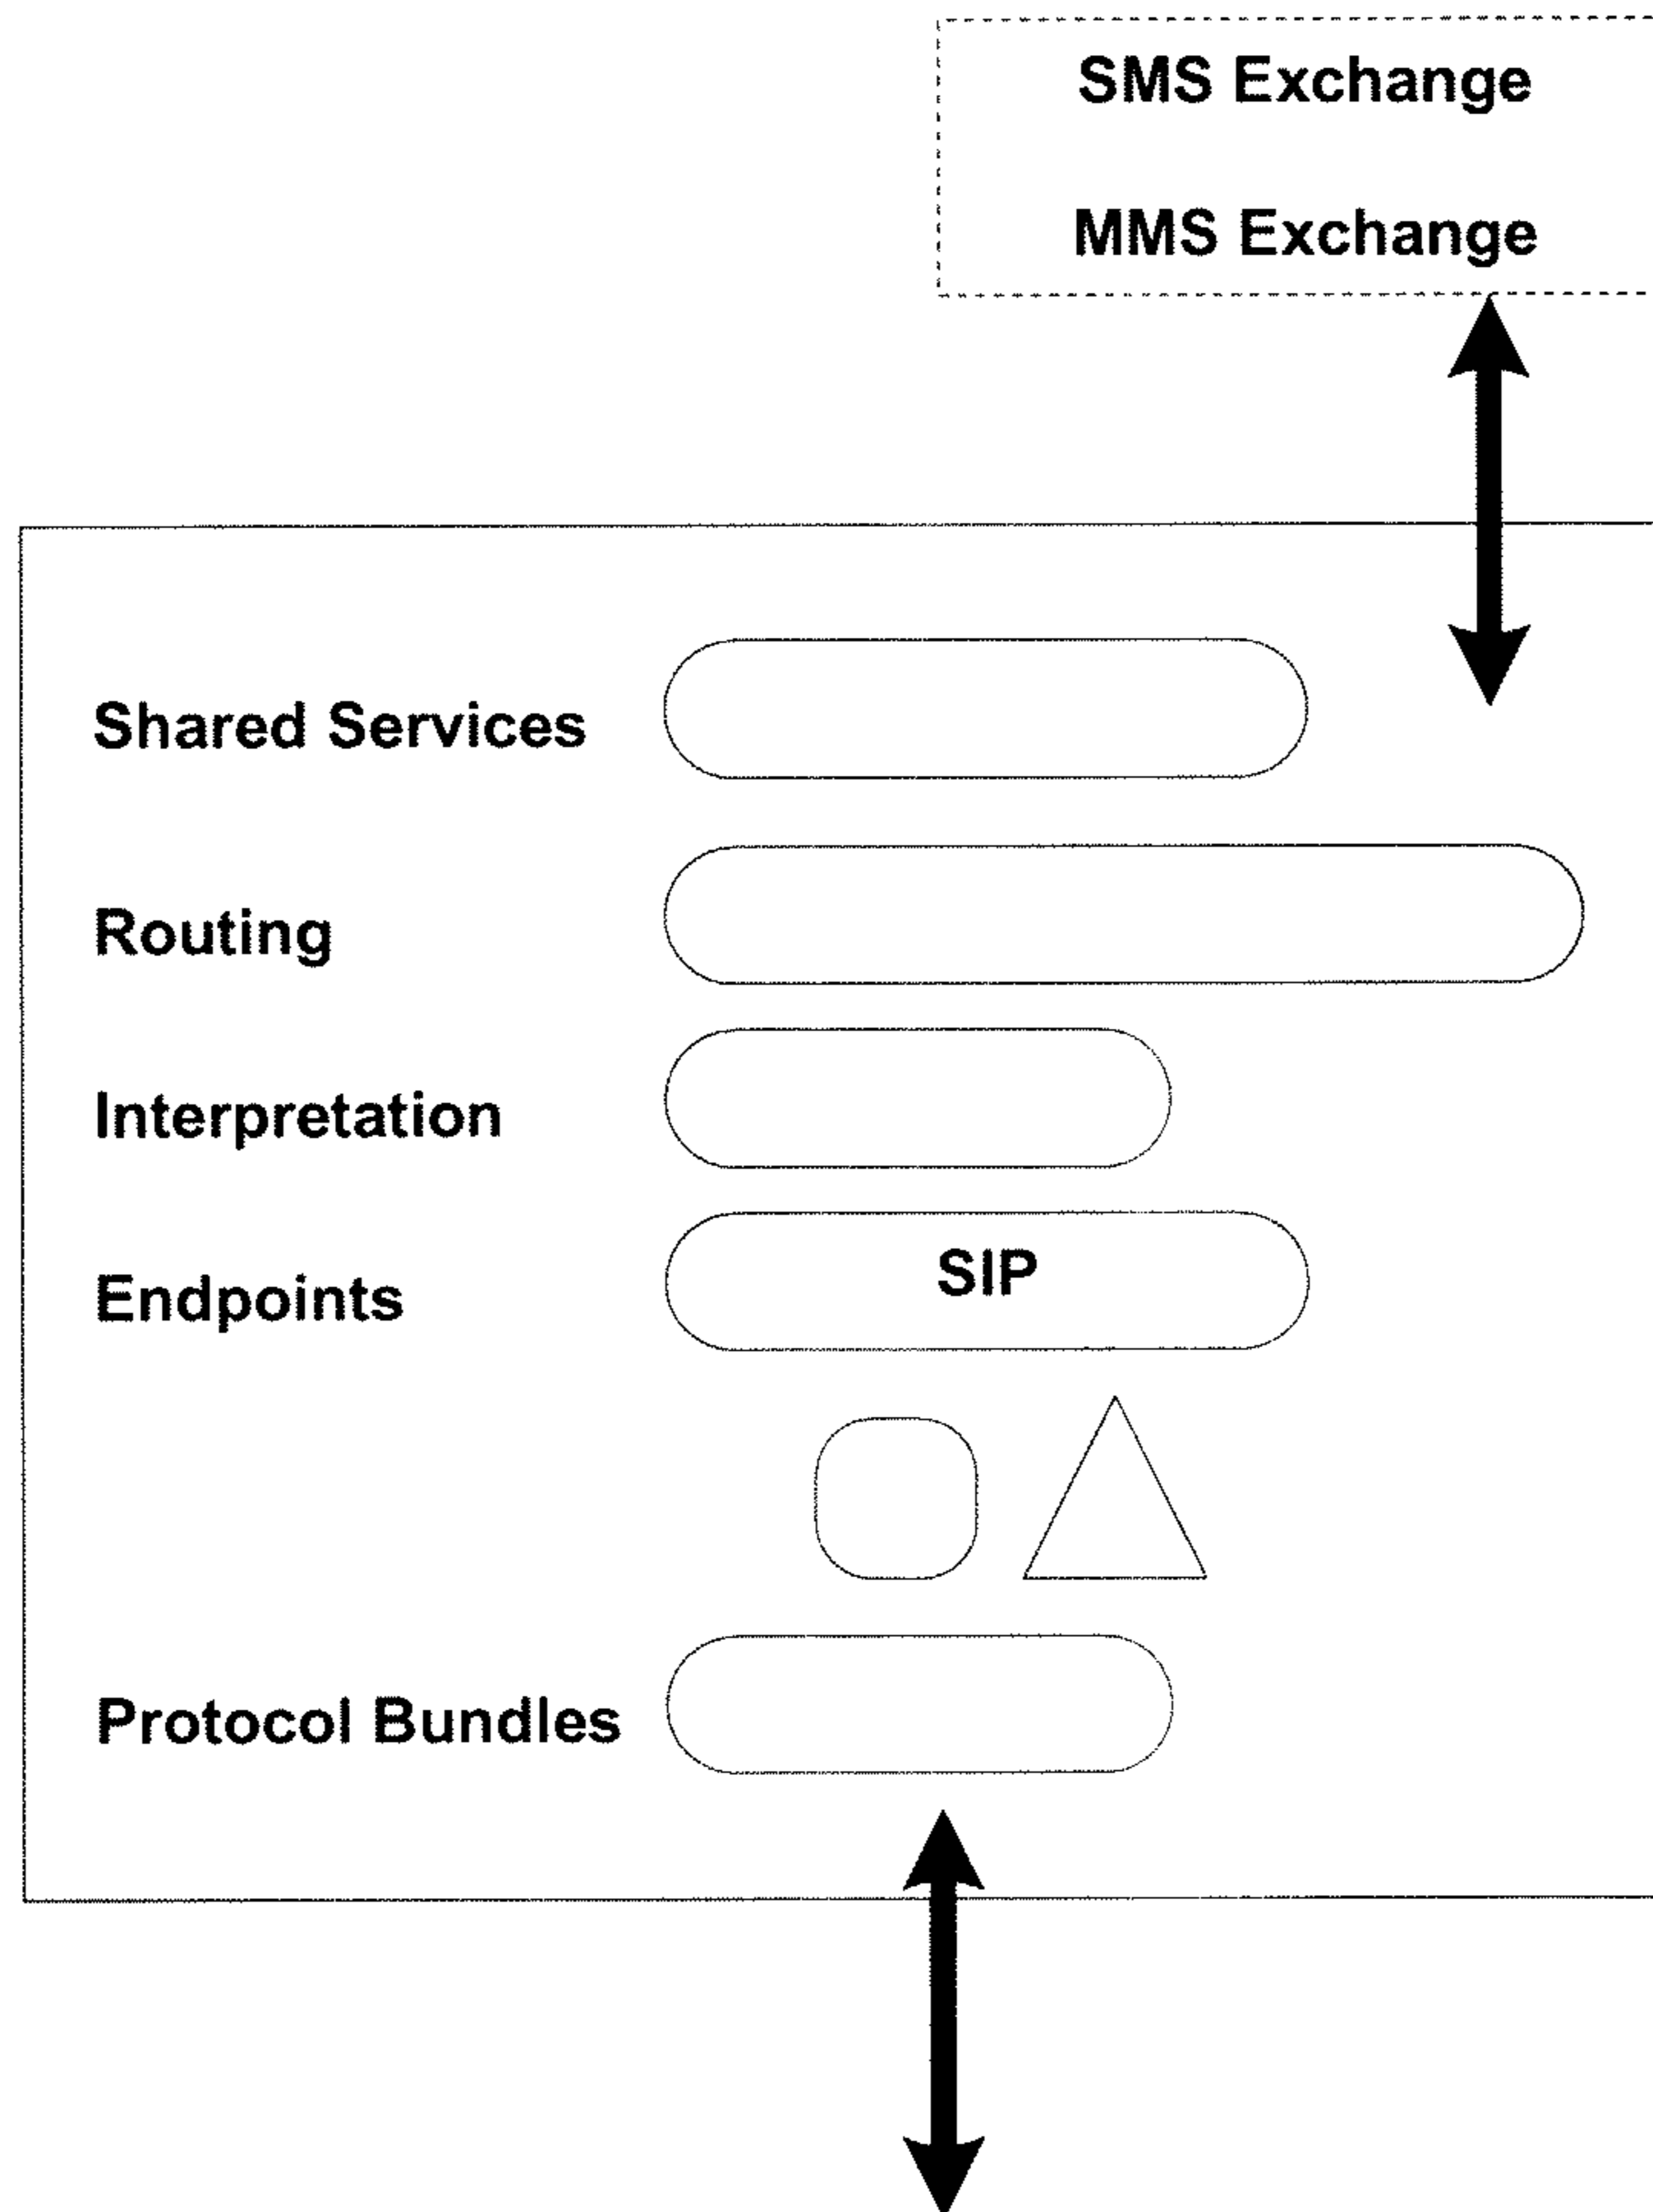 SMS Exchange
MMS Exchange
Shared Services
Routing
Interpretation
Endpoints
SIP
Protocol Bundles